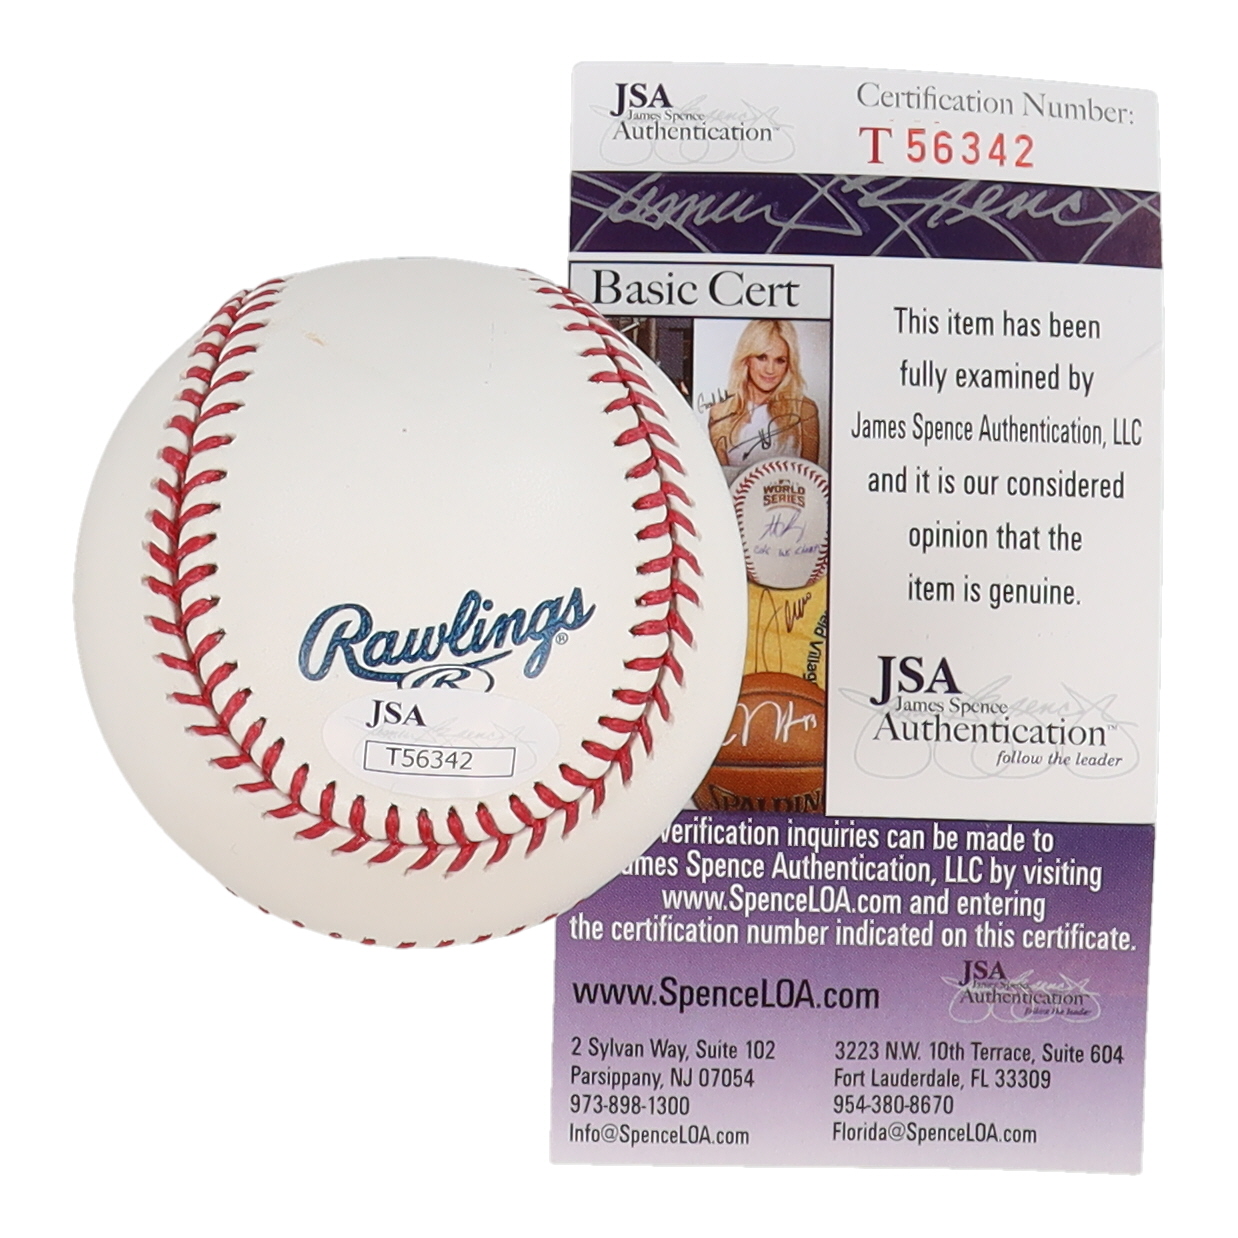 JSA
James Spence
Authentication™
Certification Number:
T 56342
Basic Cert
WORLD
SERIES
SPALDIN
This item has been
fully examined by
James Spence Authentication, LLC
and it is our considered
opinion that the
item is genuine.
JSA
James Spence
Authentication™
follow the leader
Rawlings®
R
JSA
T56342
verification inquiries can be made to
ames Spence Authentication, LLC by visiting
www.SpenceLOA.com and entering
the certification number indicated on this certificate.
www.SpenceLOA.com
JSA
James Spence
Authentication™
follow the leader
2 Sylvan Way, Suite 102
Parsippany, NJ 07054
973-898-1300
Info@SpenceLOA.com
3223 N.W. 10th Terrace, Suite 604
Fort Lauderdale, FL 33309
954-380-8670
Florida@SpenceLOA.com